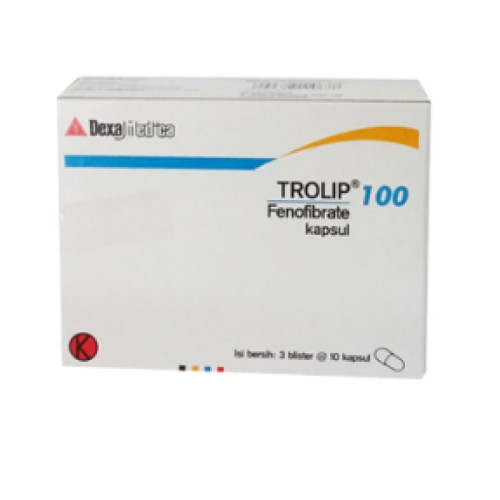 Dexa Medica
TROLIP® 100
Fenofibrate
kapsul
Isi bersih: 3 blister @ 10 kapsul
K